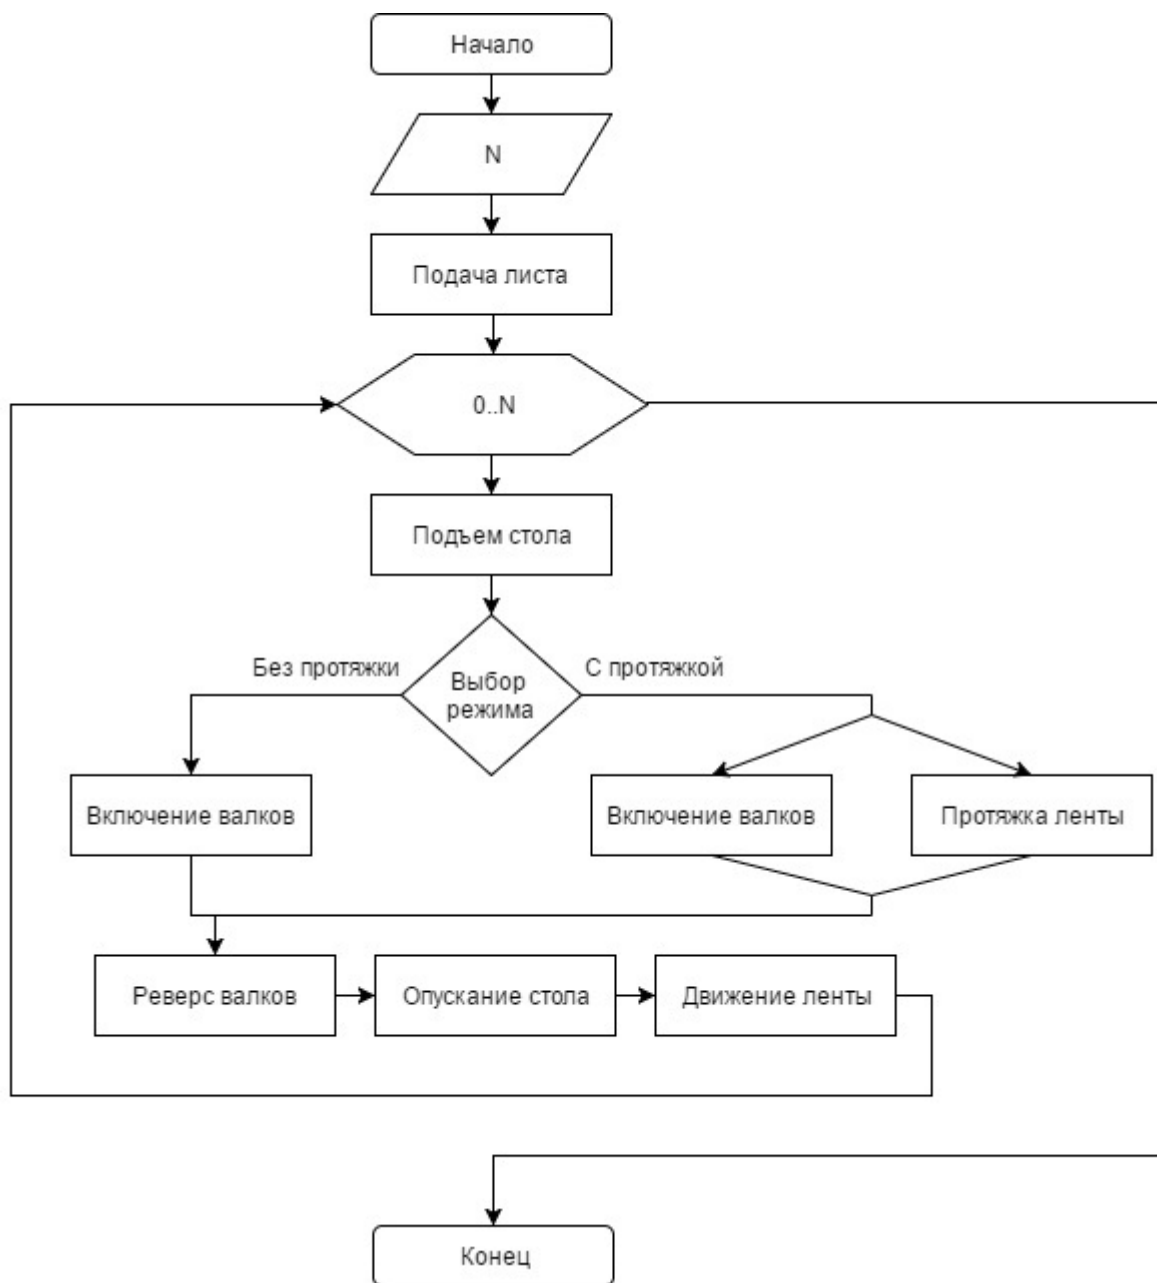 Начало
N
Подача листа
0..N
Подъем стола
Без протяжки
Выбор
режима
С протяжкой
Включение валков
Включение валков
Протяжка ленты
Реверс валков
Опускание стола
Движение ленты
Конец